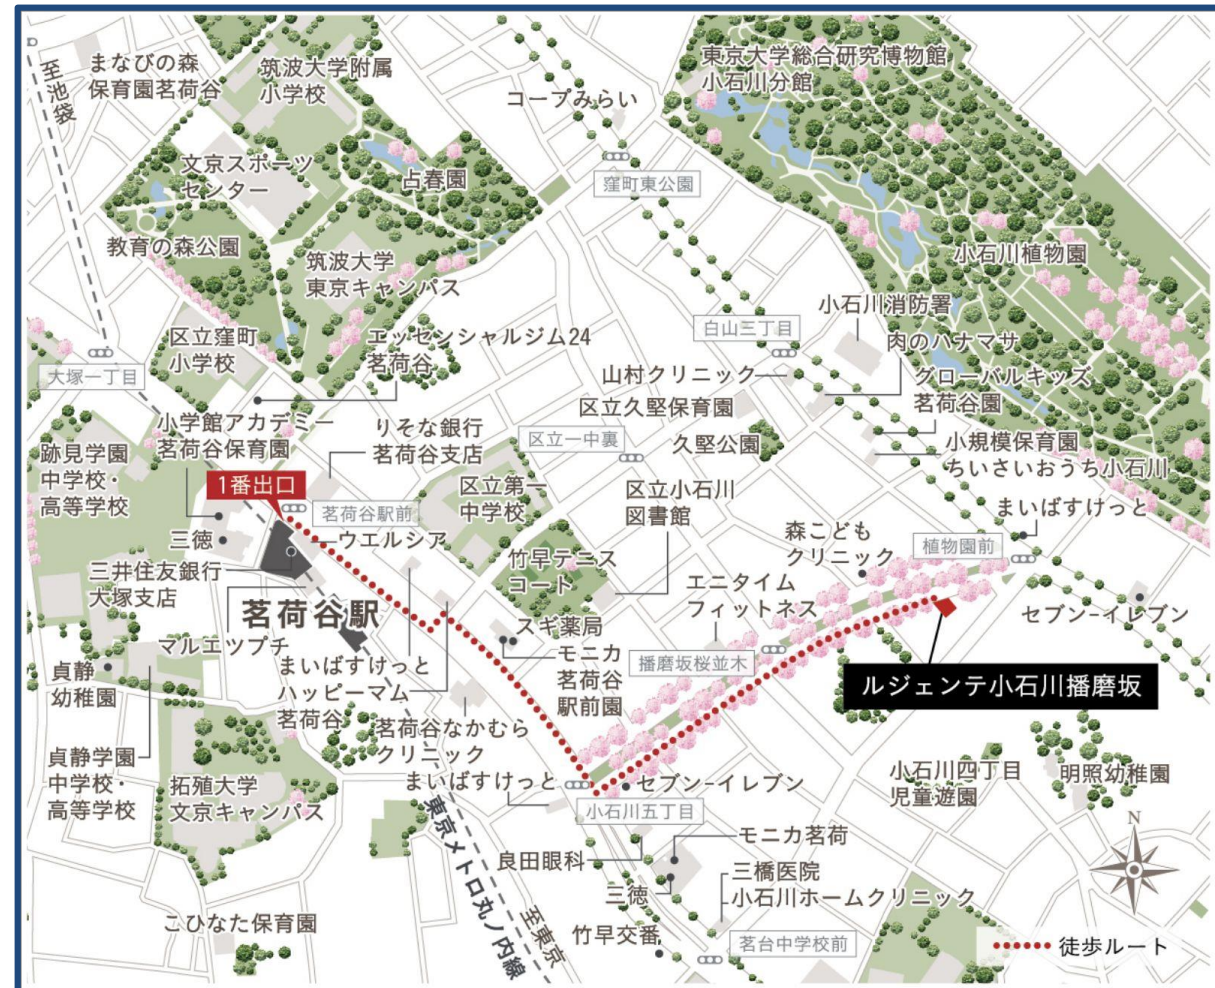 至池袋
まなびの森
保育園茗荷谷
筑波大学附属
小学校
コープみらい
東京大学総合研究博物館
小石川分館
文京スポーツ
センター
占春園
窪町東公園
教育の森公園
筑波大学
東京キャンパス
小石川植物園
小石川消防署
白山三丁目
肉のハナマサ
区立窪町
小学校
エッセンシャルジム24
茗荷谷
大塚一丁目
山村クリニック
グローバルキッズ
茗荷谷園
区立久堅保育園
小学館アカデミー
茗荷谷保育園
りそな銀行
茗荷谷支店
区立一中裏
久堅公園
小規模保育園
ちいさいおうち小石川
跡見学園
中学校・
高等学校
1番出口
区立第一
中学校
区立小石川
図書館
茗荷谷駅前
まいばすけっと
三徳
ウエルシア
森こども
クリニック
植物園前
三井住友銀行
大塚支店
竹早テニス
コート
エニタイム
フィットネス
セブン-イレブン
茗荷谷駅
マルエツプチ
スギ薬局
モニカ
茗荷谷
駅前園
播磨坂桜並木
貞静
幼稚園
まいばすけっと
ハッピーマム
茗荷谷
ルジェンテ小石川播磨坂
茗荷谷なかむら
クリニック
貞静学園
中学校・
高等学校
拓殖大学
文京キャンパス
まいばすけっと
セブン-イレブン
小石川四丁目
児童遊園
明照幼稚園
小石川五丁目
東京メトロ丸ノ内線
モニカ茗荷
N
良田眼科
三橋医院
小石川ホームクリニック
三徳
至東京
こひなた保育園
竹早交番
茗台中学校前
徒歩ルート